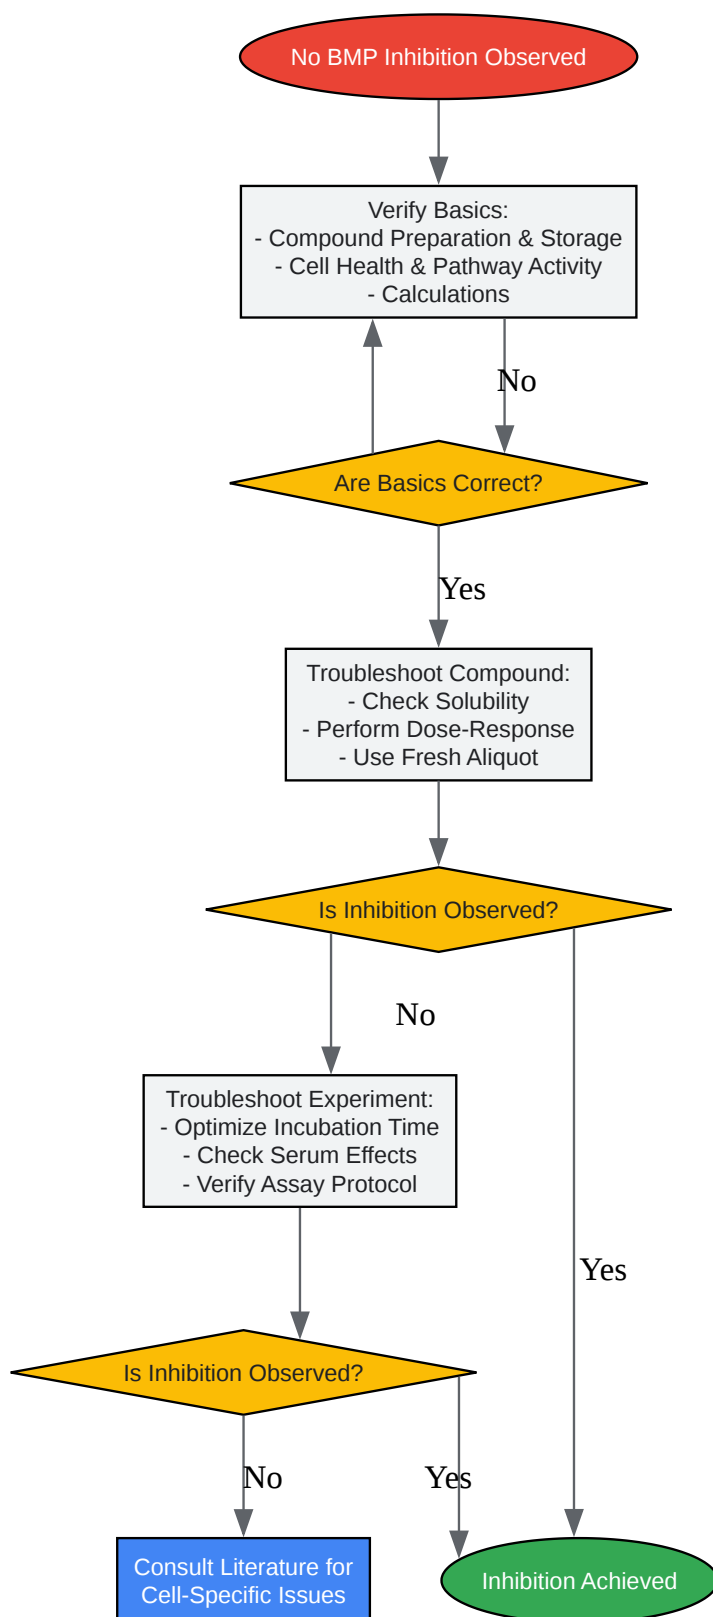 No BMP Inhibition Observed
Verify Basics:
- Compound Preparation & Storage
- Cell Health & Pathway Activity
- Calculations
No
Are Basics Correct?
Yes
Troubleshoot Compound:
- Check Solubility
- Perform Dose-Response
- Use Fresh Aliquot
Is Inhibition Observed?
No
Troubleshoot Experiment:
- Optimize Incubation Time
- Check Serum Effects
- Verify Assay Protocol
Yes
Is Inhibition Observed?
No
Yes
Consult Literature for
Cell-Specific Issues
Inhibition Achieved